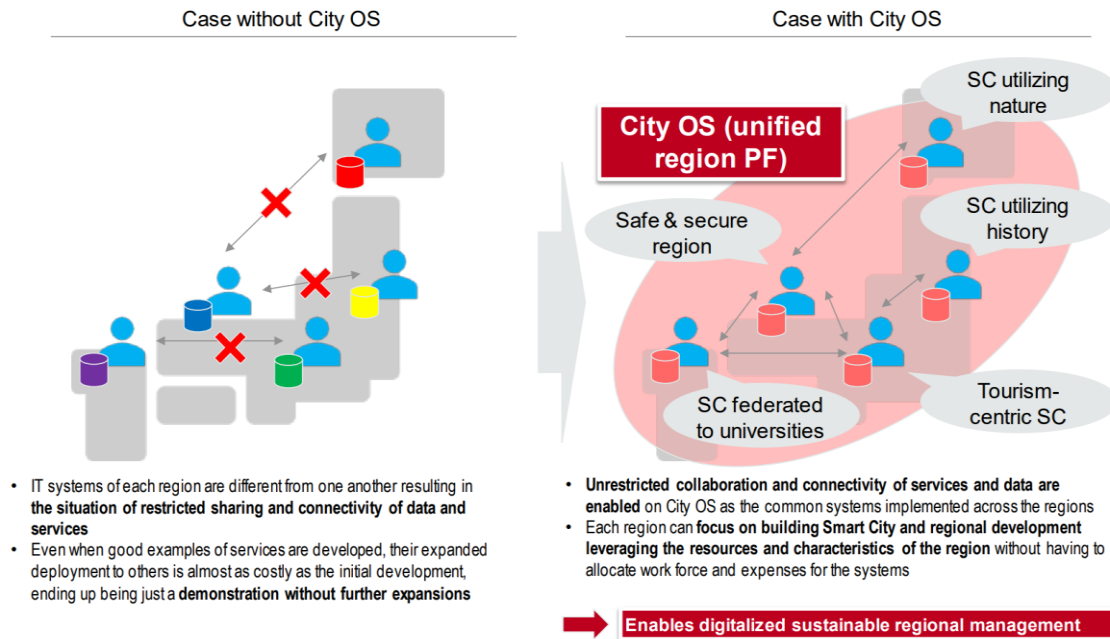 Case without City OS
Case with City OS
City OS (unified
region PF)
SC utilizing
nature
Safe & secure
region
SC utilizing
history
SC federated
to universities
Tourism-
centric SC
• IT systems of each region are different from one another resulting in
the situation of restricted sharing and connectivity of data and
services
• Even when good examples of services are developed, their expanded
deployment to others is almost as costly as the initial development,
ending up being just a demonstration without further expansions
• Unrestricted collaboration and connectivity of services and data are
enabled on City OS as the common systems implemented across the regions
• Each region can focus on building Smart City and regional development
leveraging the resources and characteristics of the region without having to
allocate work force and expenses for the systems
Enables digitalized sustainable regional management